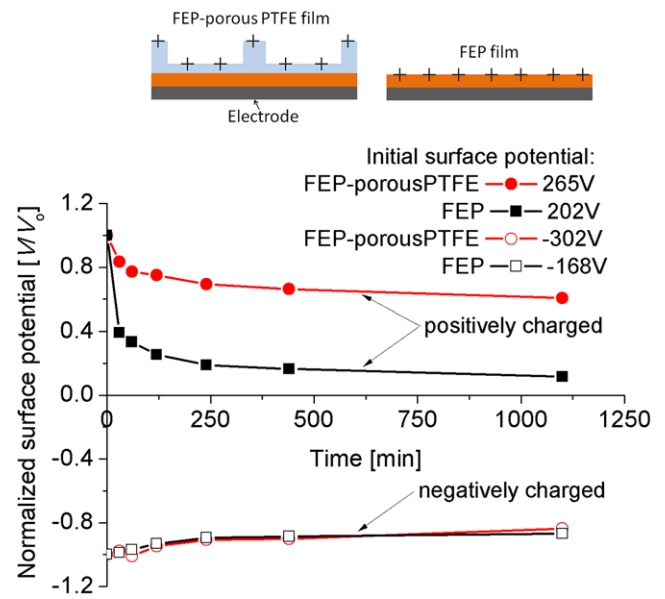 FEP-porous PTFE film
FEP film
Electrode
Initial surface potential:
FEP-porousPTFE 265V
FEP 202V
FEP-porousPTFE -302V
FEP -168V
Normalized surface potential [V/Vo]
1.2
0.8
0.4
0.0
-0.4
-0.8
-1.2
positively charged
0 250 500 750 1000 1250
Time [min]
negatively charged